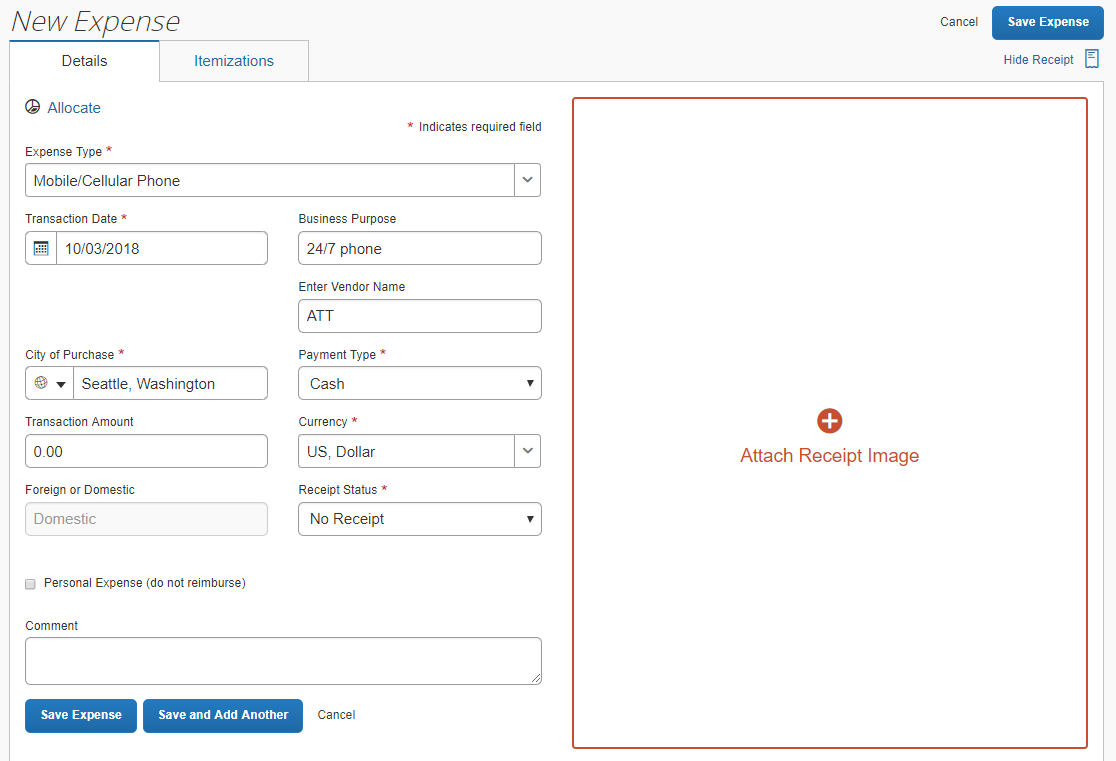 New Expense
Cancel
Save Expense
Details
Itemizations
Hide Receipt
Allocate
* Indicates required field
Expense Type *
Mobile/Cellular Phone
Transaction Date *
Business Purpose
10/03/2018
24/7 phone
Enter Vendor Name
ATT
City of Purchase *
Payment Type *
Seattle, Washington
Cash
Transaction Amount
Currency *
0.00
US, Dollar
Foreign or Domestic
Receipt Status *
Domestic
No Receipt
Personal Expense (do not reimburse)
Comment
Save Expense
Save and Add Another
Cancel
Attach Receipt Image